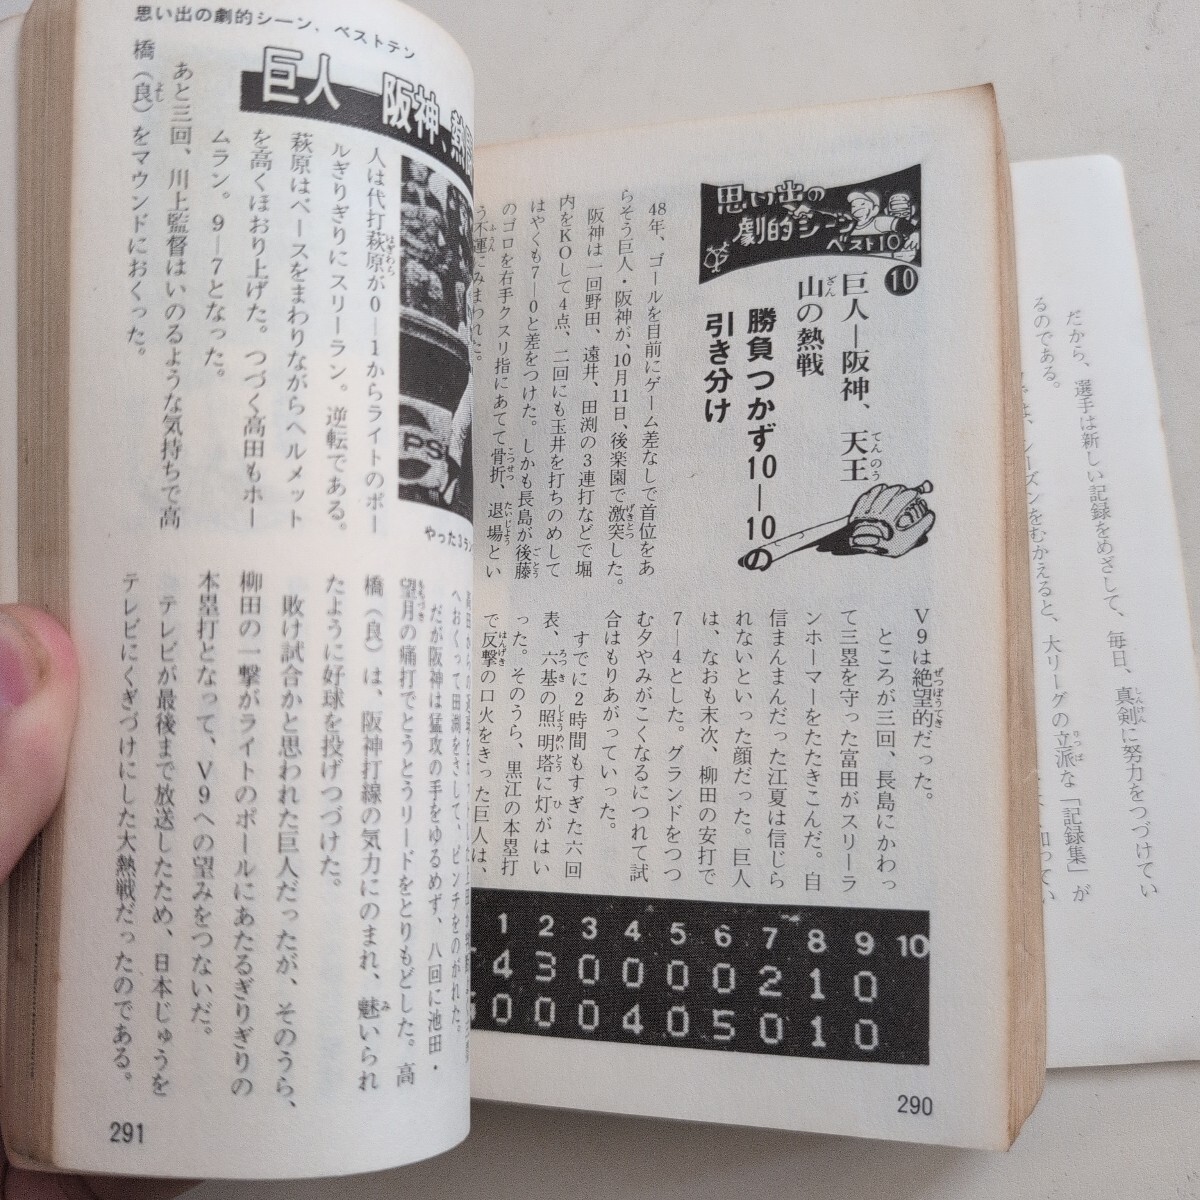 思い出の劇的シーン
ベスト10
10
巨人―阪神、天王
山の熱戦
勝負つかず10―10の
引き分け
48年、ゴールを目前にゲーム差なしで首位をあ
らそう巨人・阪神が、10月11日、後楽園で激突した。
阪神は一回野田、遠井、田渕の3連打などで堀
内をKOして4点、二回にも玉井を打ちのめして
はやくも7―0と差をつけた。しかも長島が後藤
のゴロを右手クスリ指にあてて骨折、退場とい
う不運にみまわれた。
V9は絶望的だった。
ところが三回、長島にかわっ
て三塁を守った富田がスリーラ
ンホーマーをたたきこんだ。自
信まんまんだった江夏は信じら
れないといった顔だった。巨人
は、なおも末次、柳田の安打で
7―4とした。グランドをつつ
む夕やみがこくなるにつれて試
合はもりあがっていった。
すでに2時間もすぎた六回
表、六基の照明塔に灯がはい
った。そのうら、黒江の本塁打
で反撃の口火をきった巨人は、
1 2 3 4 5 6 7 8 9 10
4 3 0 0 0 0 2 1 0
0 0 0 4 0 5 0 1 0
290
思い出の劇的シーン、ベストテン
巨人―阪神、熱
人は代打萩原が0―1からライトのポー
ルぎりぎりにスリーラン。逆転である。
萩原はベースをまわりながらヘルメット
を高くほおり上げた。つづく高田もホー
ムラン。9―7となった。
あと三回、川上監督はいのるような気持ちで高
橋(良)をマウンドにおくった。
やった3ラン
へおくって田渕をさして、ピンチをのがれた。
だが阪神は猛攻の手をゆるめず、八回に池田・
望月の痛打でとうとうリードをとりもどした。高
橋(良)は、阪神打線の気力にのまれ、魅いられ
たように好球を投げつづけた。
敗け試合かと思われた巨人だったが、そのうら、
柳田の一撃がライトのポールにあたるぎりぎりの
本塁打となって、V9への望みをつないだ。
テレビが最後まで放送したため、日本じゅうを
テレビにくぎづけにした大熱戦だったのである。
291
だから、選手は新しい記録をめざして、毎日、真剣に努力をつづけてい
るのである。
シーズンをむかえると、大リーグの立派な「記録集」が